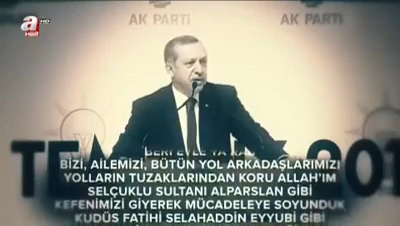 a HD
Haber
AK PARTİ
AK PARTİ
BİZİ, AİLEMİZİ, BÜTÜN YOL ARKADAŞLARIMIZI
YOLLARIN TUZAKLARINDAN KORU ALLAH'IM
SELÇUKLU SULTANI ALPARSLAN GİBİ
KEFENİMİZİ GİYEREK MÜCADELEYE SOYUNDUK
KUDÜS FATİHİ SELAHADDİN EYYUBİ GİBİ